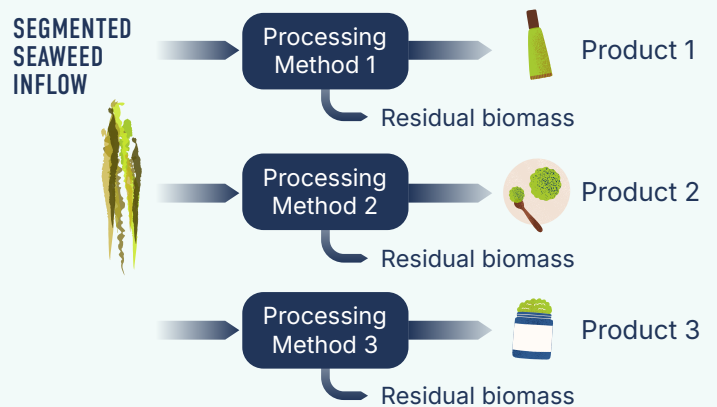 SEGMENTED
SEAWEED
INFLOW
Processing
Method 1
Product 1
Residual biomass
Processing
Method 2
Product 2
Residual biomass
Processing
Method 3
Product 3
Residual biomass